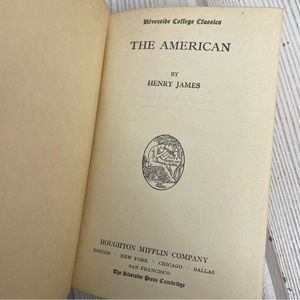 Riverside College Classics
THE AMERICAN
BY
HENRY JAMES
HOUGHTON MIFFLIN COMPANY
BOSTON · NEW YORK · CHICAGO · DALLAS
SAN FRANCISCO
The Riverside Press Cambridge